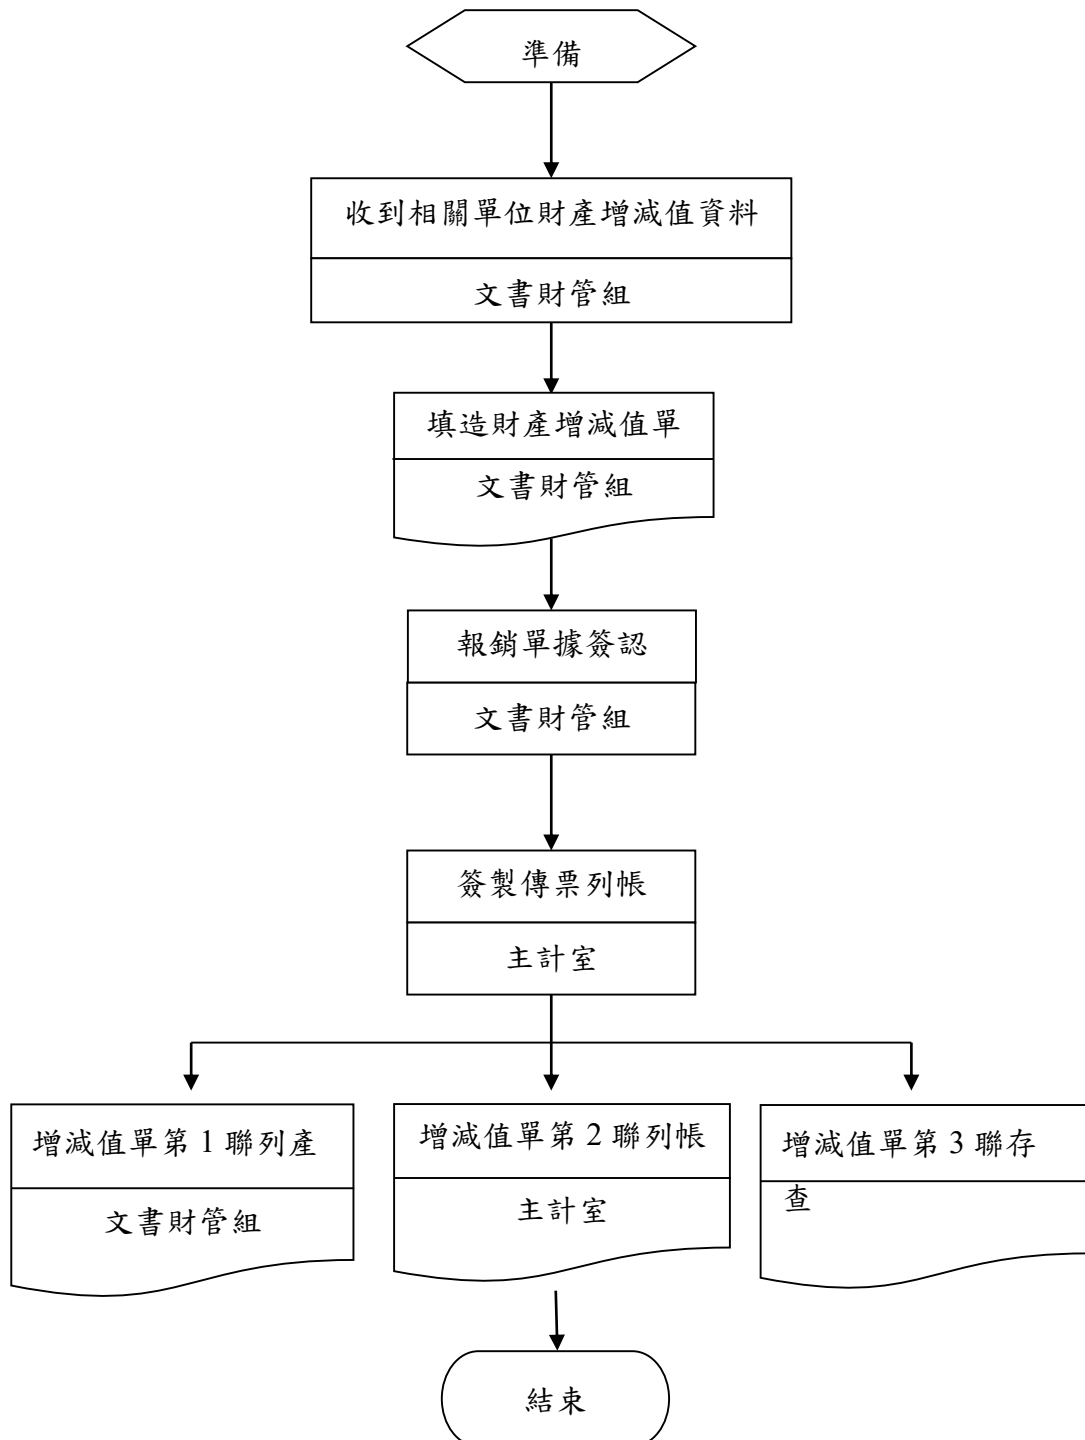 準備
收到相關單位財產增減值資料
文書財管組
填造財產增減值單
文書財管組
報銷單據簽認
文書財管組
簽製傳票列帳
主計室
增減值單第 1 聯列產
文書財管組
增減值單第 2 聯列帳
主計室
增減值單第 3 聯存
查
結束